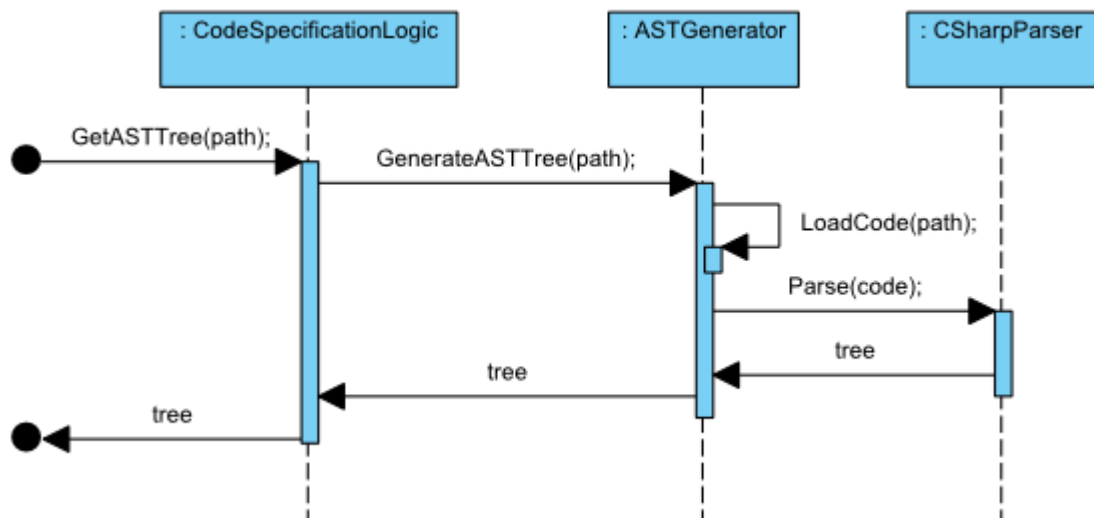 : CodeSpecificationLogic
: ASTGenerator
: CSharpParser
GetASTTree(path);
GenerateASTTree(path);
LoadCode(path);
Parse(code);
tree
tree
tree